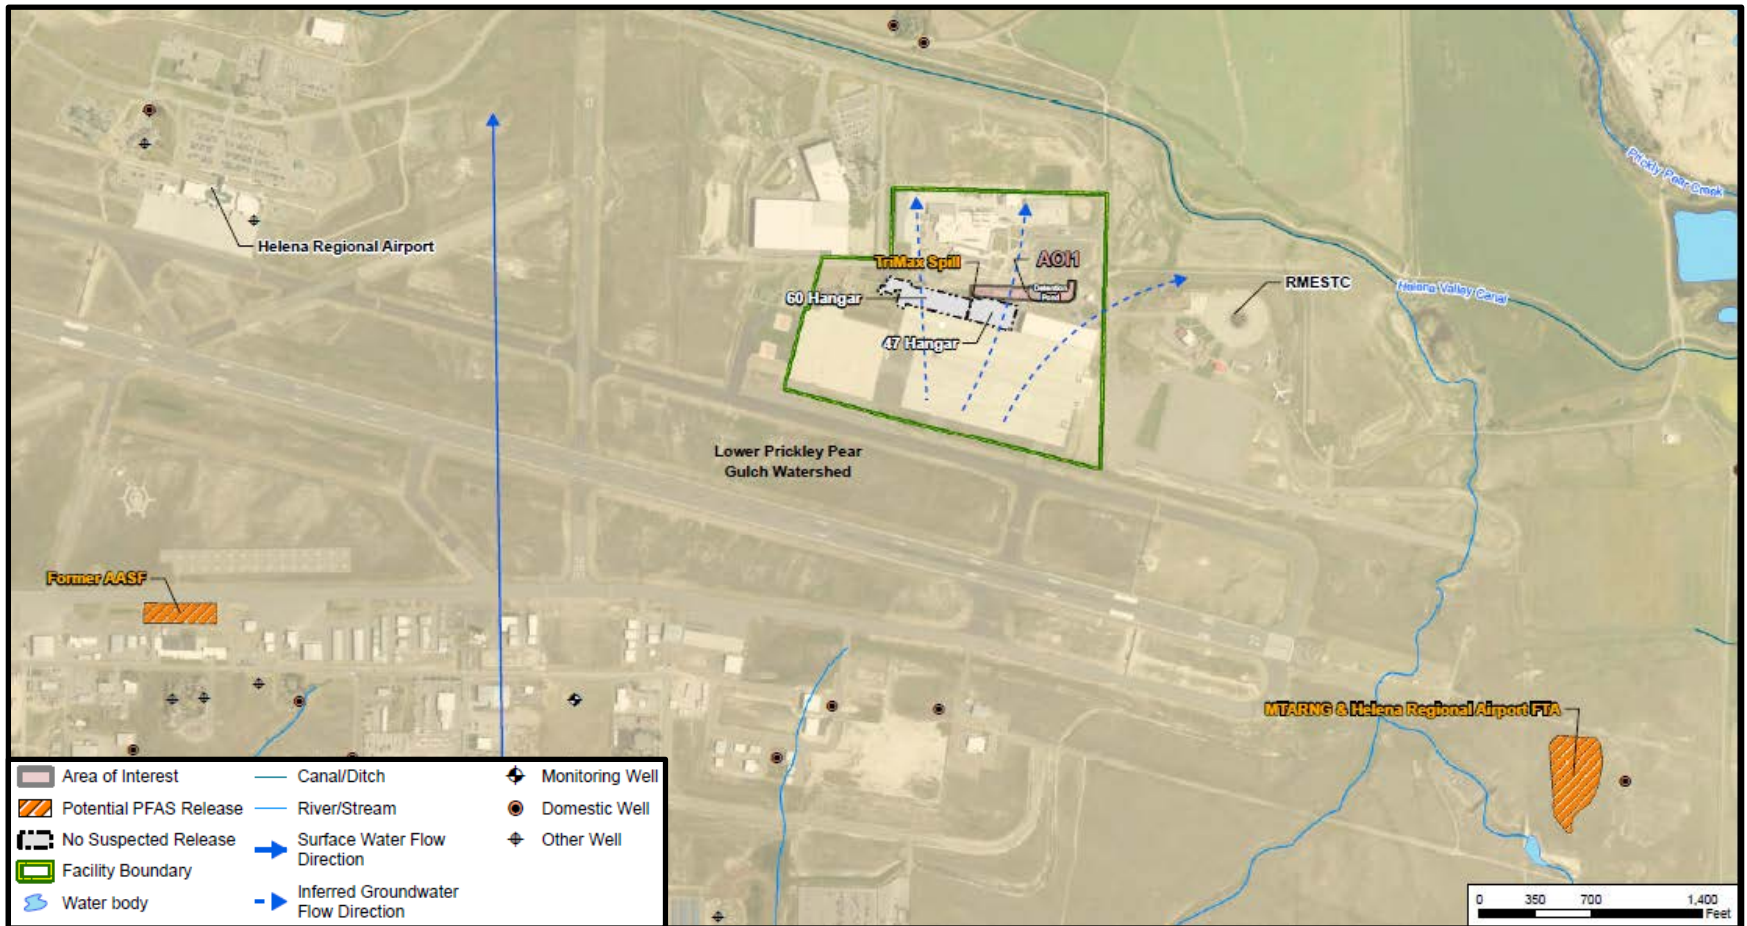 Prickly Pear Creek
Helena Regional Airport
TriMax Spill
AOI1
Detention
Pond
60 Hangar
RMESTC
Helena Valley Canal
47 Hangar
Lower Prickley Pear
Gulch Watershed
Former AASF
MTARNG & Helena Regional Airport FTA
Area of Interest
Potential PFAS Release
No Suspected Release
Facility Boundary
Water body
Canal/Ditch
River/Stream
Surface Water Flow
Direction
Inferred Groundwater
Flow Direction
Monitoring Well
Domestic Well
Other Well
0 350 700 1,400
Feet